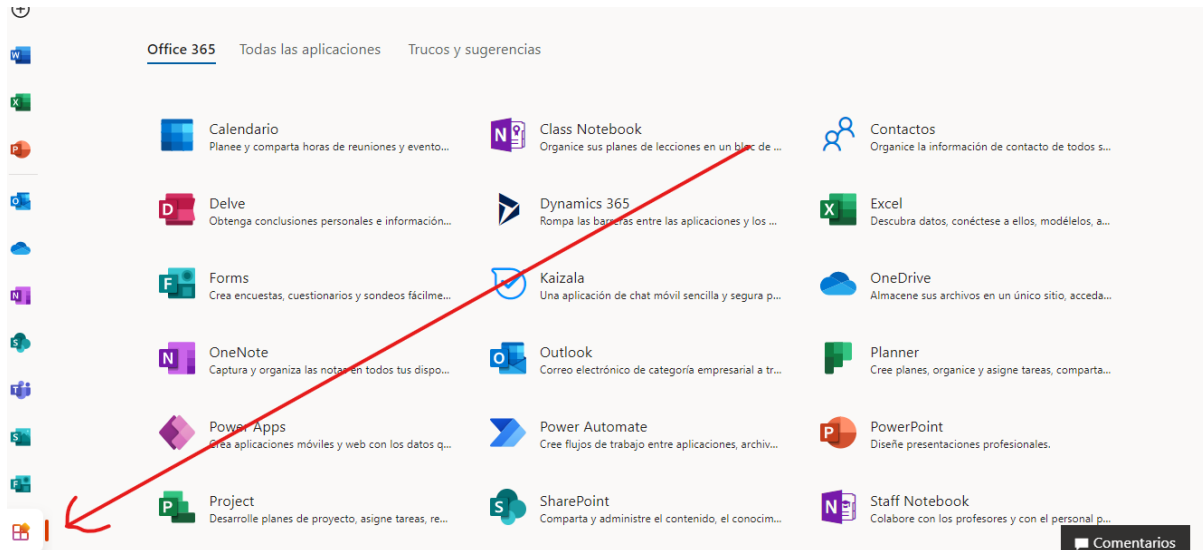 Office 365 Todas las aplicaciones Trucos y sugerencias
Calendario
Planee y comparta horas de reuniones y evento...
Class Notebook
Organice sus planes de lecciones en un bloc de ...
Contactos
Organice la información de contacto de todos s...
Delve
Obtenga conclusiones personales e información...
Dynamics 365
Rompa las barreras entre las aplicaciones y los ...
Excel
Descubra datos, conéctese a ellos, modélelos, a...
Forms
Crea encuestas, cuestionarios y sondeos fácilme...
Kaizala
Una aplicación de chat móvil sencilla y segura p...
OneDrive
Almacene sus archivos en un único sitio, acceda...
OneNote
Captura y organiza las notas en todos tus dispo...
Outlook
Correo electrónico de categoría empresarial a tr...
Planner
Cree planes, organice y asigne tareas, comparta...
Power Apps
Crea aplicaciones móviles y web con los datos q...
Power Automate
Cree flujos de trabajo entre aplicaciones, archiv...
PowerPoint
Diseñe presentaciones profesionales.
Project
Desarrolle planes de proyecto, asigne tareas, re...
SharePoint
Comparta y administre el contenido, el conocim...
Staff Notebook
Colabore con los profesores y con el personal p...
Comentarios